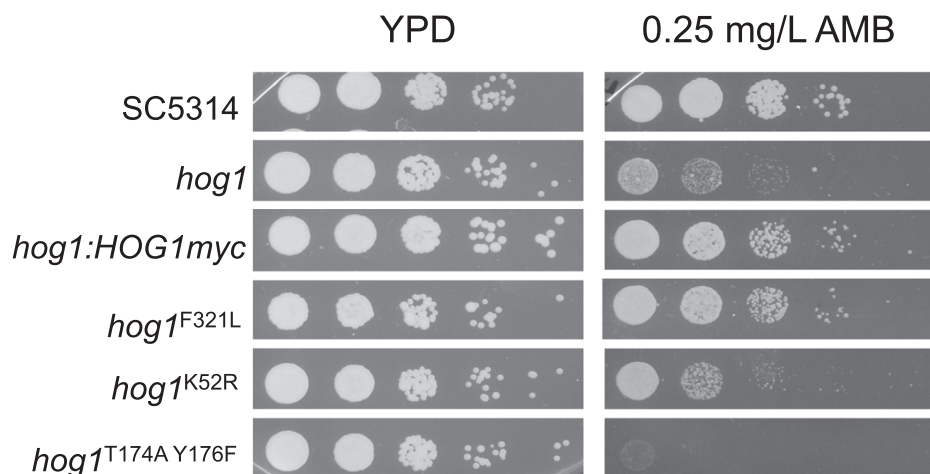 YPD 0.25 mg/L AMB
SC5314
hog1
hog1:HOG1myc
hog1F321L
hog1K52R
hog1T174A Y176F